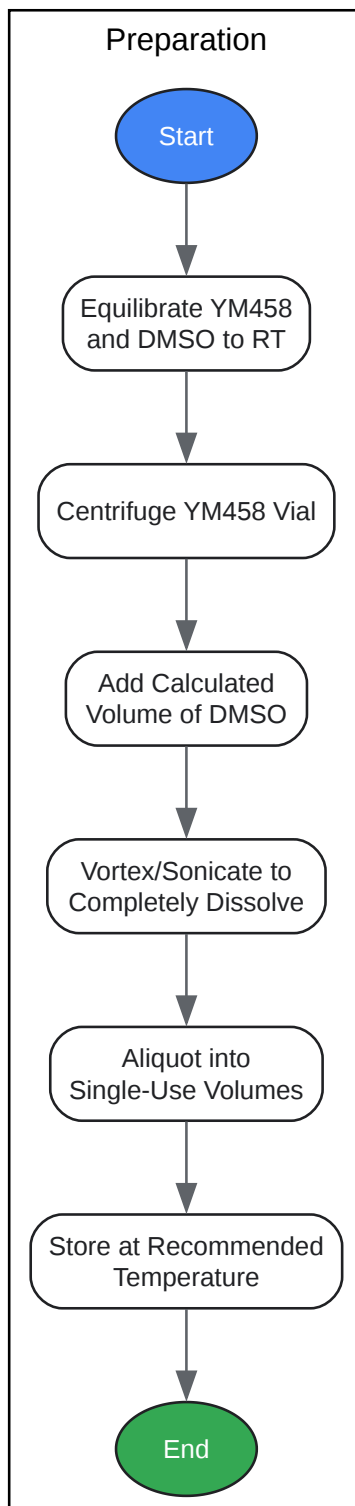 Preparation
Start
Equilibrate YM458
and DMSO to RT
Centrifuge YM458 Vial
Add Calculated
Volume of DMSO
Vortex/Sonicate to
Completely Dissolve
Aliquot into
Single-Use Volumes
Store at Recommended
Temperature
End